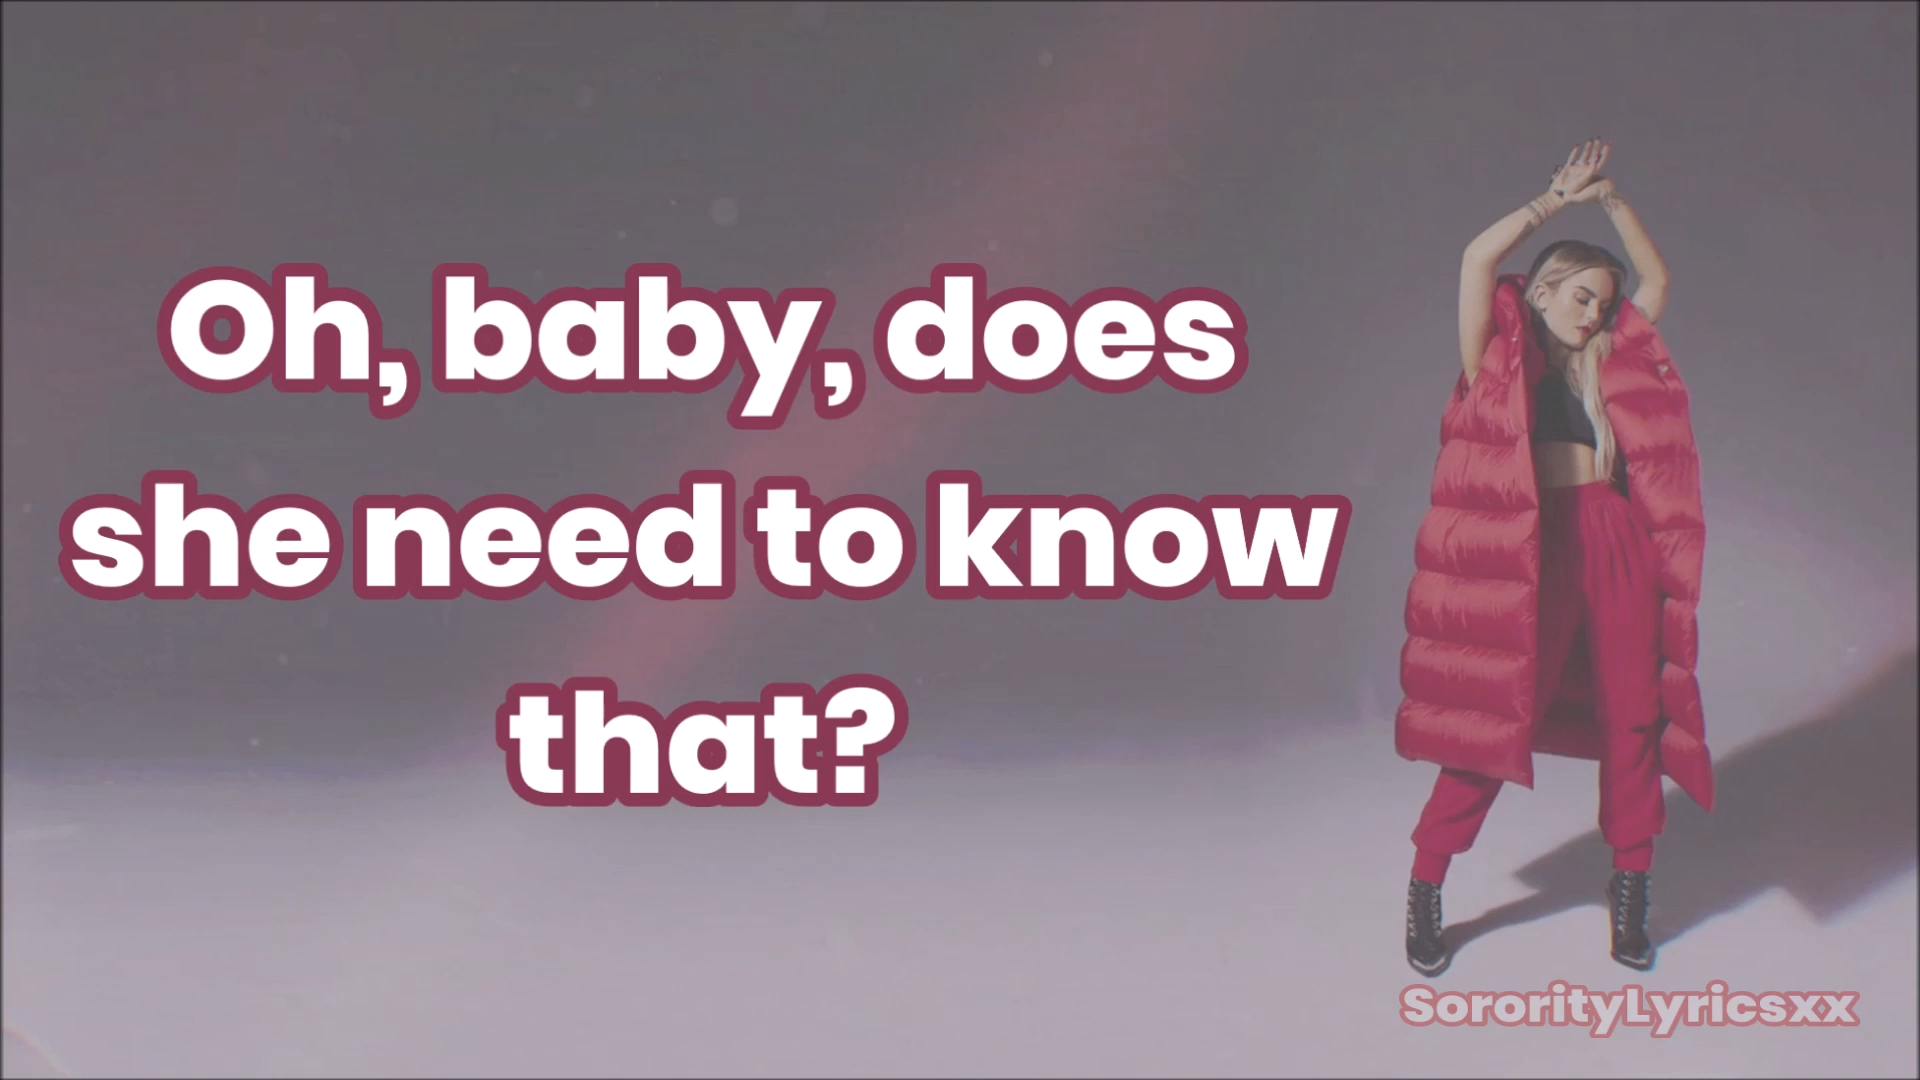 Oh, baby, does
she need to know
that?
SororityLyricsxx